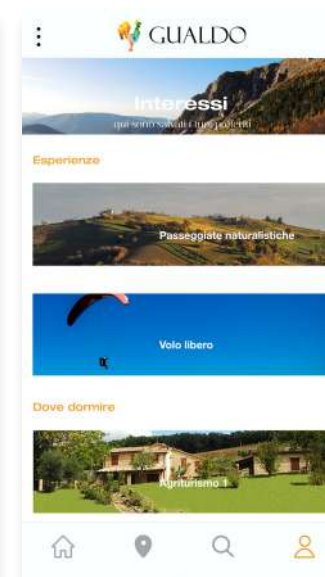 GUALDO
Interessi
qui sono salvati i tuoi preferiti
Esperienze
Passeggiate naturalistiche
Volo libero
Dove dormire
Agriturismo 1